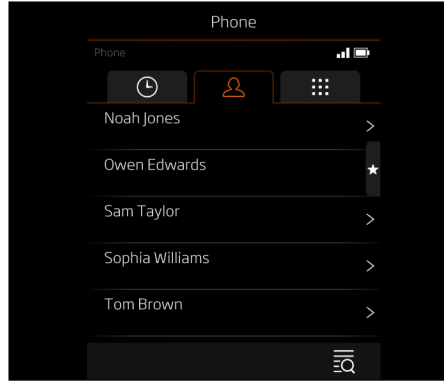 Phone
Phone
Noah Jones
Owen Edwards
Sam Taylor
Sophia Williams
Tom Brown